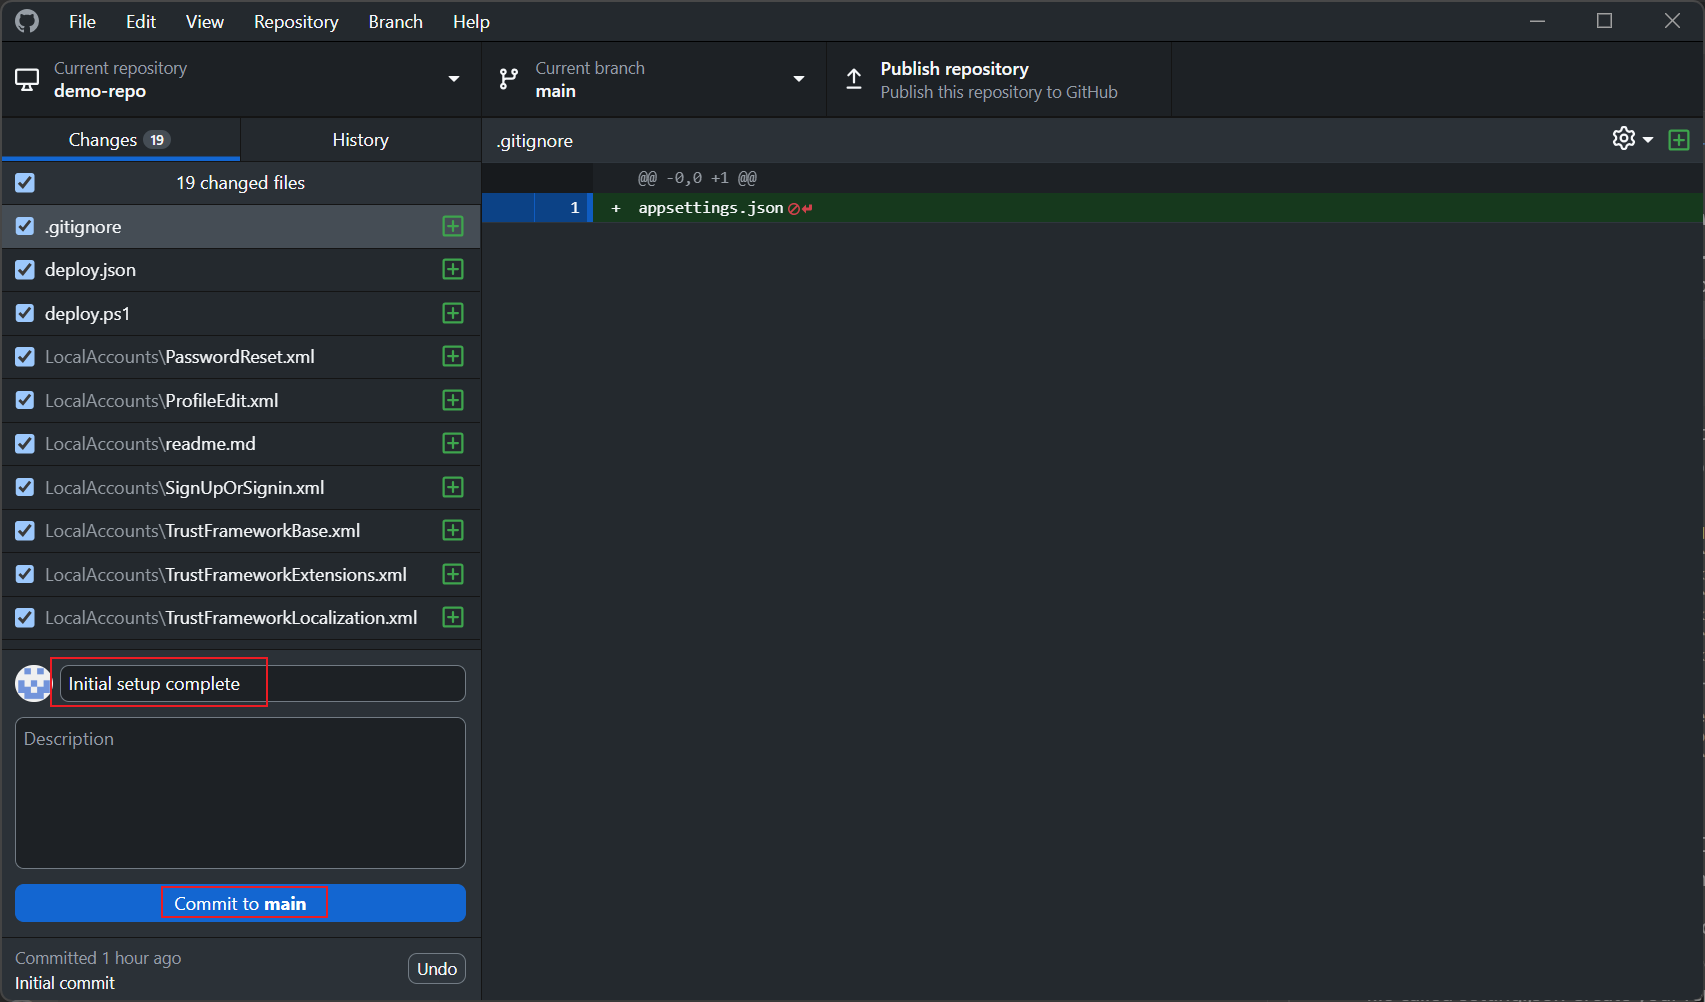 File Edit View Repository Branch Help
Current repository
demo-repo
Current branch
main
Publish repository
Publish this repository to GitHub
Changes 19
History
.gitignore
19 changed files
@@ -0,0 +1 @@
1 + appsettings.json
.gitignore
deploy.json
deploy.ps1
LocalAccounts\PasswordReset.xml
LocalAccounts\ProfileEdit.xml
LocalAccounts\readme.md
LocalAccounts\SignUpOrSignin.xml
LocalAccounts\TrustFrameworkBase.xml
LocalAccounts\TrustFrameworkExtensions.xml
LocalAccounts\TrustFrameworkLocalization.xml
Initial setup complete
Description
Commit to main
Committed 1 hour ago
Initial commit
Undo